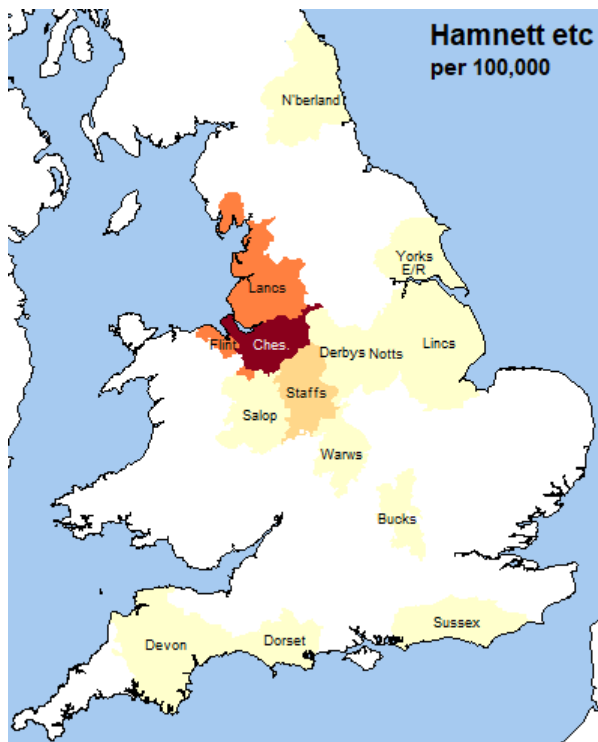 Hamnett etc
per 100,000
N'berland
Yorks
E/R
Lancs
Flint
Ches.
Derbys
Notts
Lincs
Staffs
Salop
Warws
Bucks
Devon
Dorset
Sussex